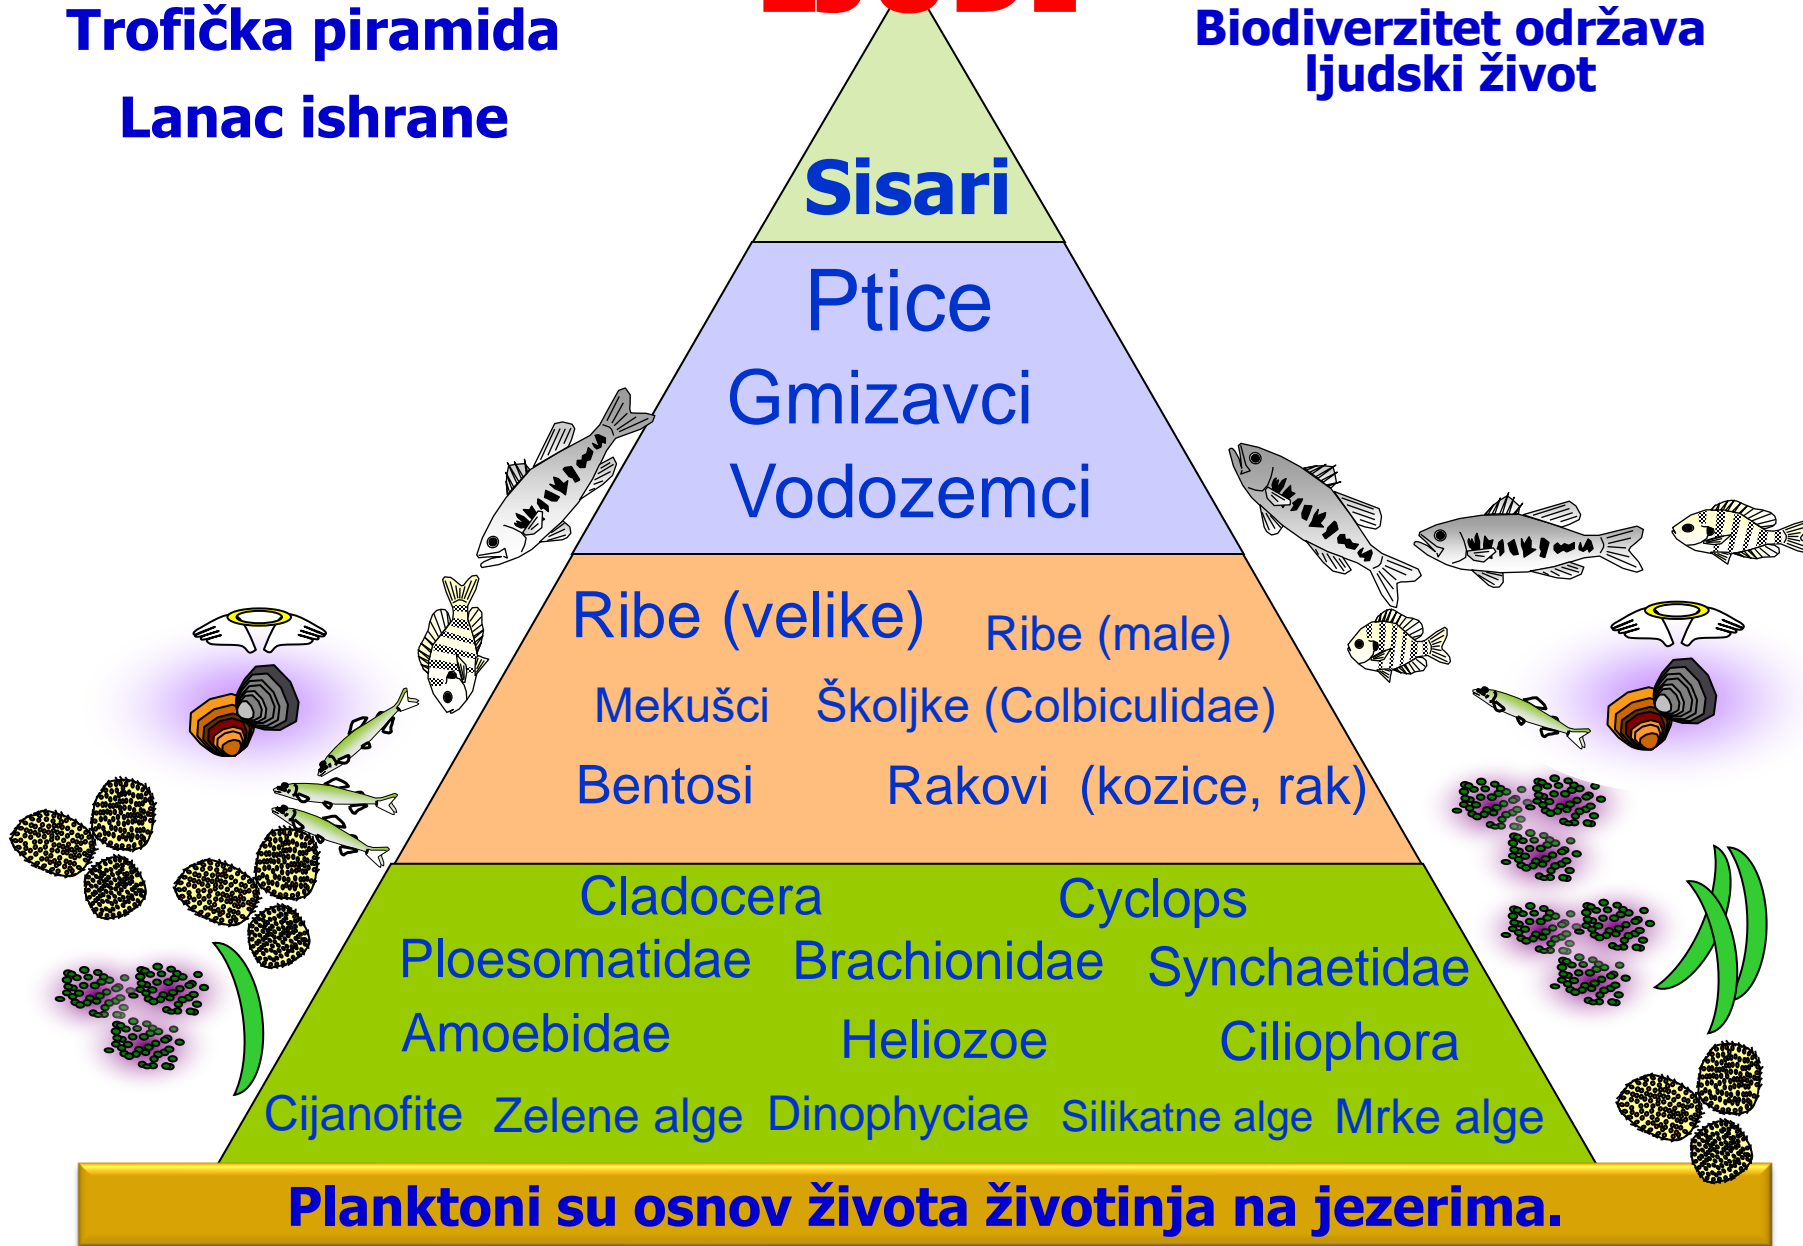 Trofička piramida
Lanac ishrane
Biodiverzitet održava
ljudski život
Sisari
Ptice
Gmizavci
Vodozemci
Ribe (velike) Ribe (male)
Mekušci Školjke (Colbiculidae)
Bentosi Rakovi (kozice, rak)
Cladocera Cyclops
Ploesomatidae Brachionidae Synchaetidae
Amoebidae Heliozoe Ciliophora
Cijanofite Zelene alge Dinophyciae Silikatne alge Mrke alge
Planktoni su osnov života životinja na jezerima.